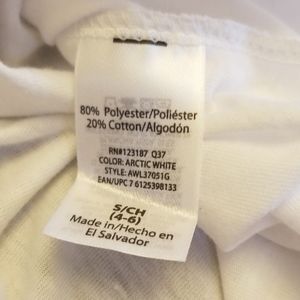 80% Polyester/Poliéster
20% Cotton/Algodón
RN#123187 Q37
COLOR: ARCTIC WHITE
STYLE: AWL37051G
EAN/UPC 7 6125398133
S/CH
(4-6)
Made in/Hecho en
El Salvador